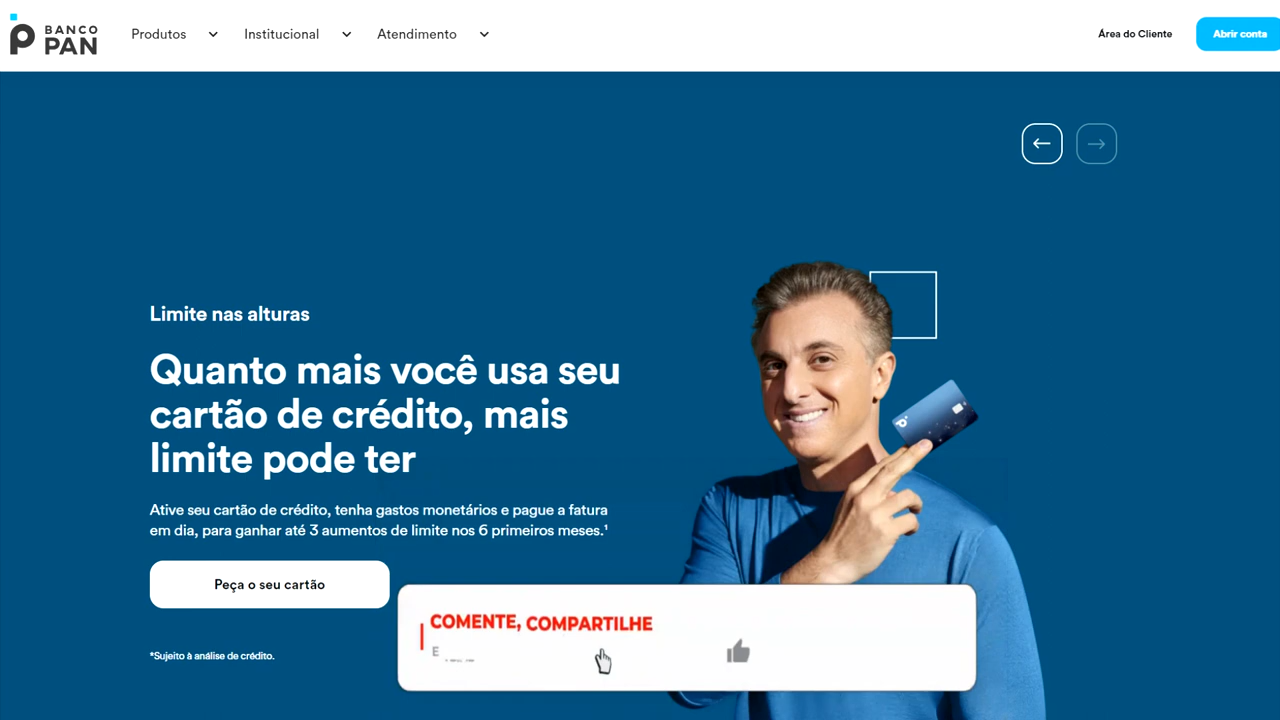 BANCO
PAN
Produtos
Institucional
Atendimento
Área do Cliente
Abrir conta
Limite nas alturas
Quanto mais você usa seu
cartão de crédito, mais
limite pode ter
Ative seu cartão de crédito, tenha gastos monetários e pague a fatura
em dia, para ganhar até 3 aumentos de limite nos 6 primeiros meses.¹
Peça o seu cartão
COMENTE, COMPARTILHE
E
*Sujeito à análise de crédito.